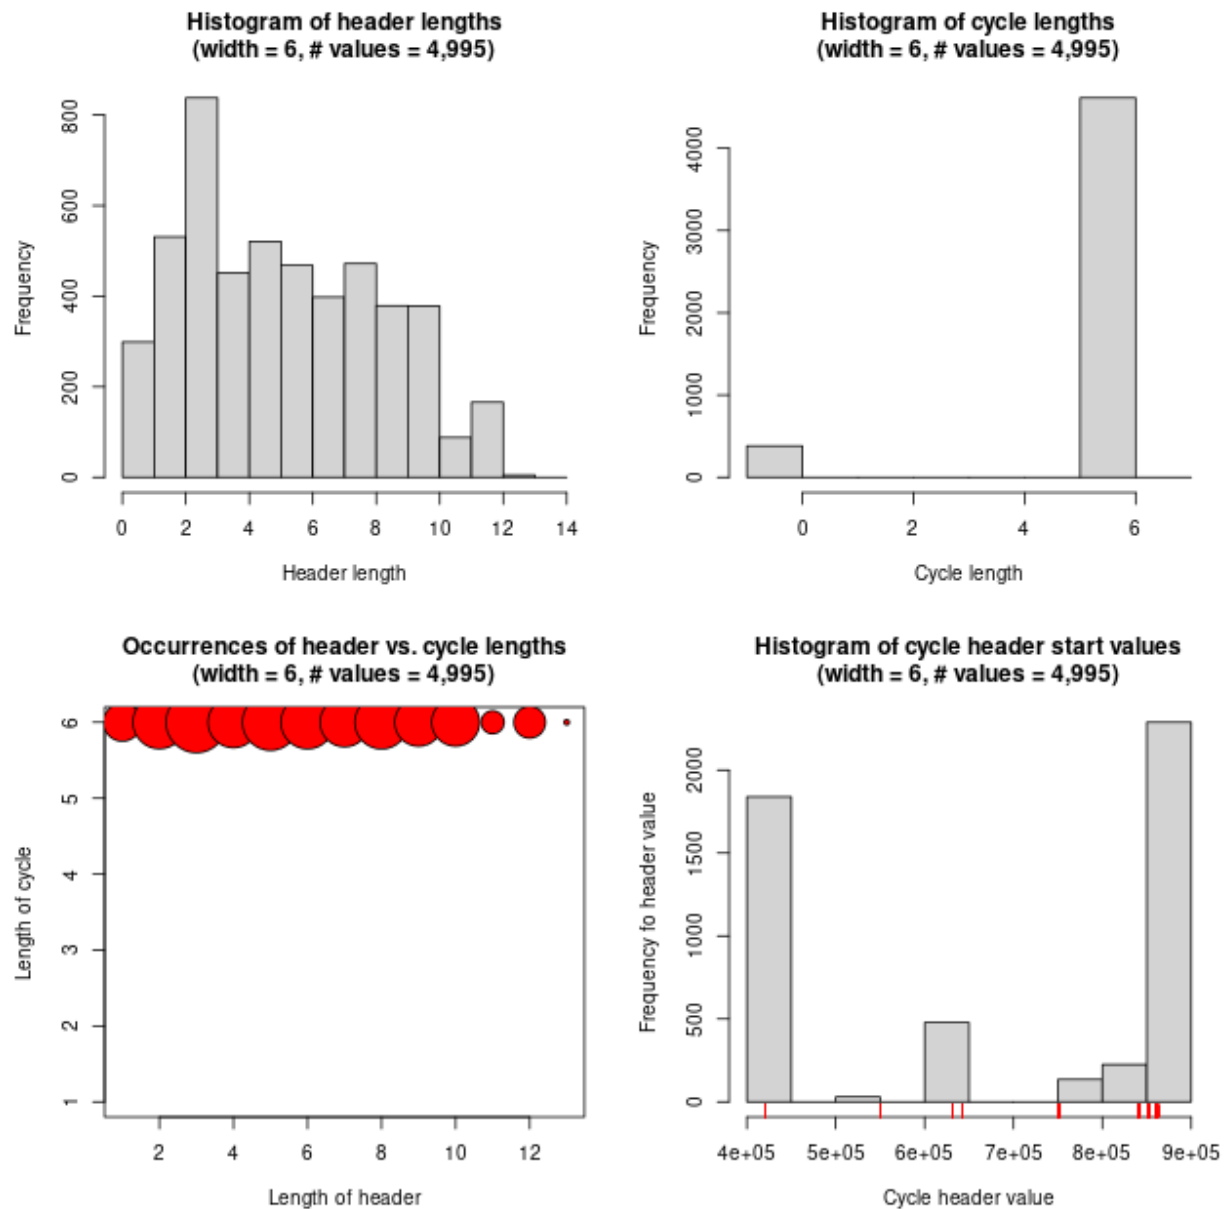 Histogram of header lengths
(width = 6, # values = 4,995)
Frequency
800
600
400
200
0
0 2 4 6 8 10 12 14
Header length
Histogram of cycle lengths
(width = 6, # values = 4,995)
Frequency
4000
3000
2000
1000
0
0 2 4 6
Cycle length
Occurrences of header vs. cycle lengths
(width = 6, # values = 4,995)
Length of cycle
6
5
4
3
2
1
2 4 6 8 10 12
Length of header
Histogram of cycle header start values
(width = 6, # values = 4,995)
Frequency fo header value
2000
1500
1000
500
0
4e+05 5e+05 6e+05 7e+05 8e+05 9e+05
Cycle header value